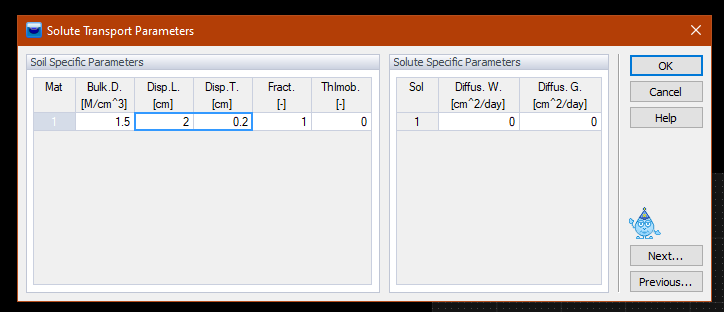 Solute Transport Parameters
Soil Specific Parameters
Mat Bulk.D. Disp.L. Disp.T. Fract. ThImob.
[M/cm^3] [cm] [cm] [-] [-]
1 1.5 2 0.2 1 0
Solute Specific Parameters
Sol Diffus. W. Diffus. G.
[cm^2/day] [cm^2/day]
1 0 0
OK
Cancel
Help
Next...
Previous...